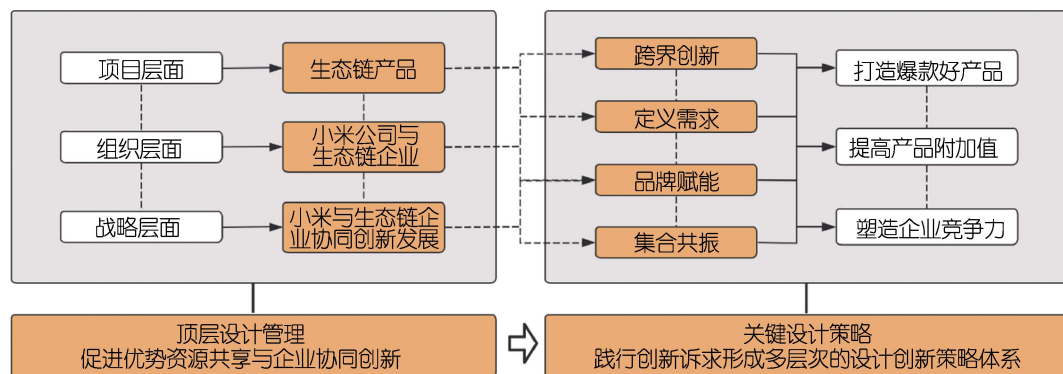 项目层面
生态链产品
组织层面
小米公司与
生态链企业
战略层面
小米与生态链企
业协同创新发展
跨界创新
定义需求
品牌赋能
集合共振
打造爆款好产品
提高产品附加值
塑造企业竞争力
顶层设计管理
促进优势资源共享与企业协同创新
关键设计策略
践行创新诉求形成多层次的设计创新策略体系